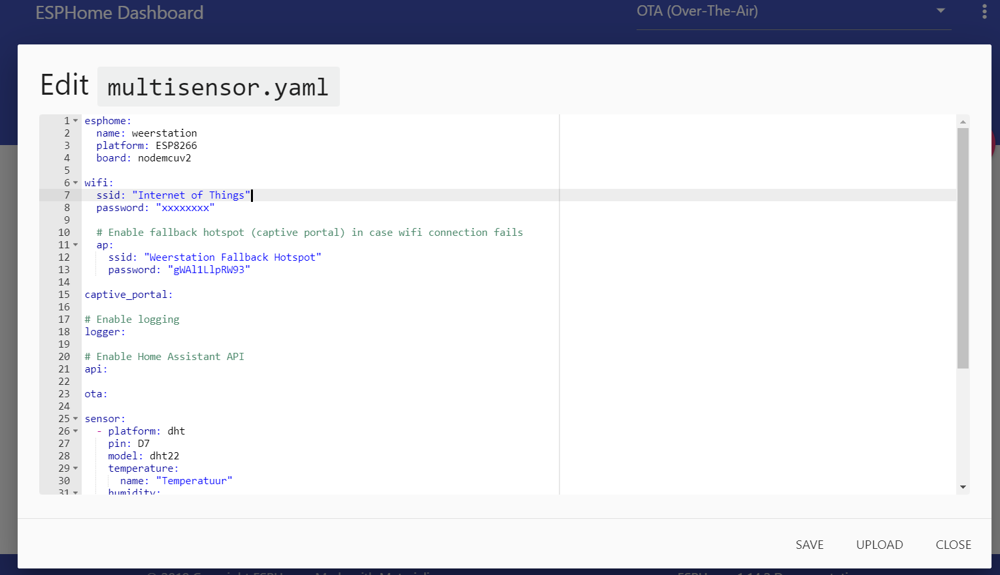 ESPHome Dashboard
OTA (Over-The-Air)
Edit multisensor.yaml
1 esphome:
2   name: weerstation
3   platform: ESP8266
4   board: nodemcuv2
5
6 wifi:
7   ssid: "Internet of Things"
8   password: "xxxxxxxx"
9
10   # Enable fallback hotspot (captive portal) in case wifi connection fails
11   ap:
12     ssid: "Weerstation Fallback Hotspot"
13     password: "gWAl1LlpRW93"
14
15 captive_portal:
16
17 # Enable logging
18 logger:
19
20 # Enable Home Assistant API
21 api:
22
23 ota:
24
25 sensor:
26   - platform: dht
27     pin: D7
28     model: dht22
29     temperature:
30       name: "Temperatuur"
31     humidity:
SAVE UPLOAD CLOSE